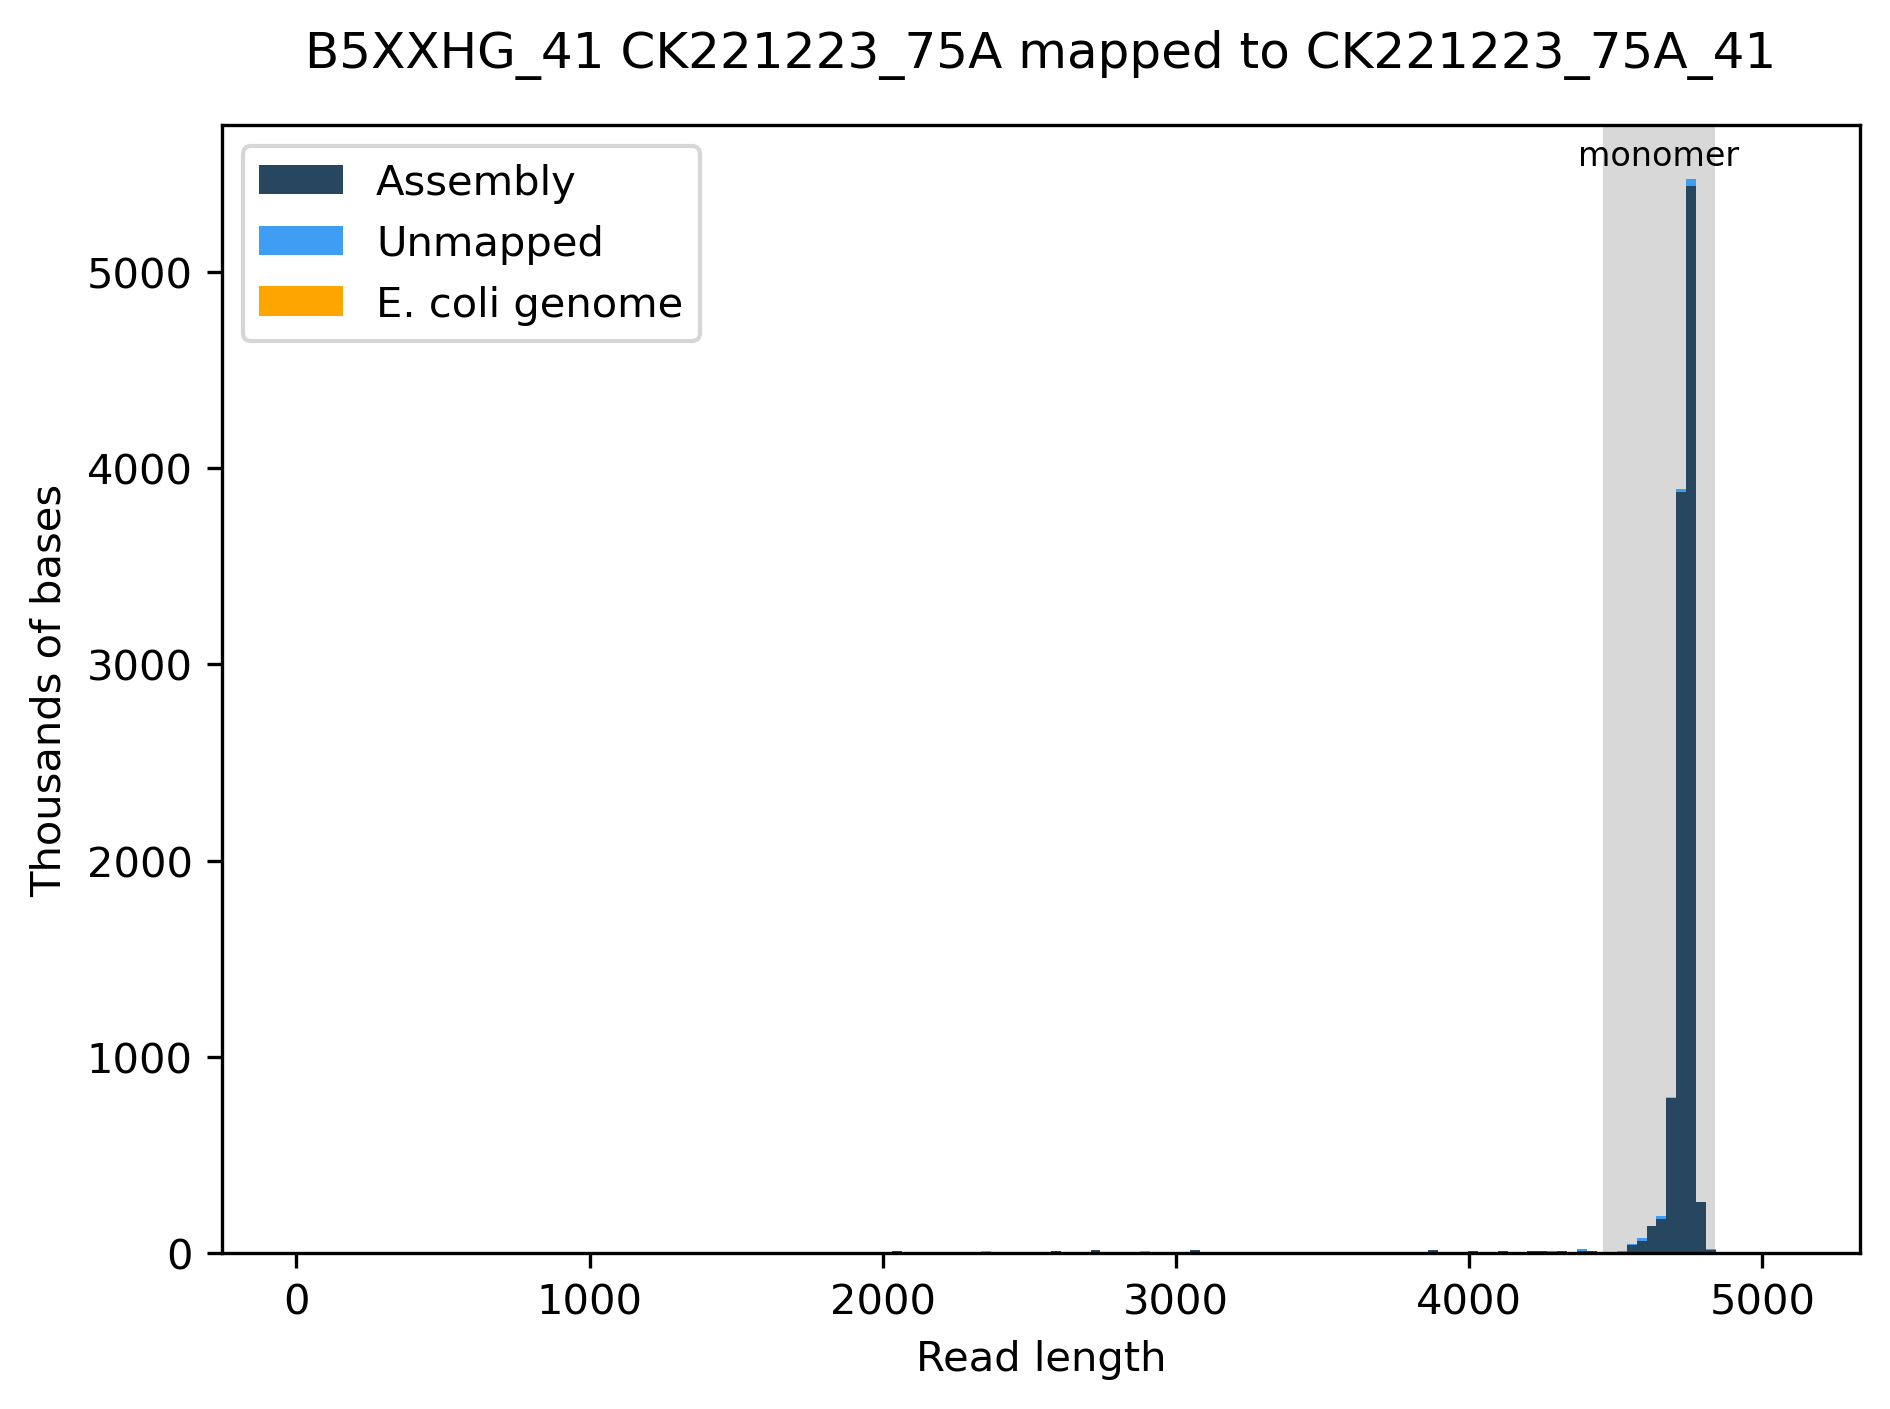 B5XXHG_41 CK221223_75A mapped to CK221223_75A_41
Assembly
Unmapped
E. coli genome
monomer
5000
4000
3000
2000
1000
0
Thousands of bases
0 1000 2000 3000 4000 5000
Read length